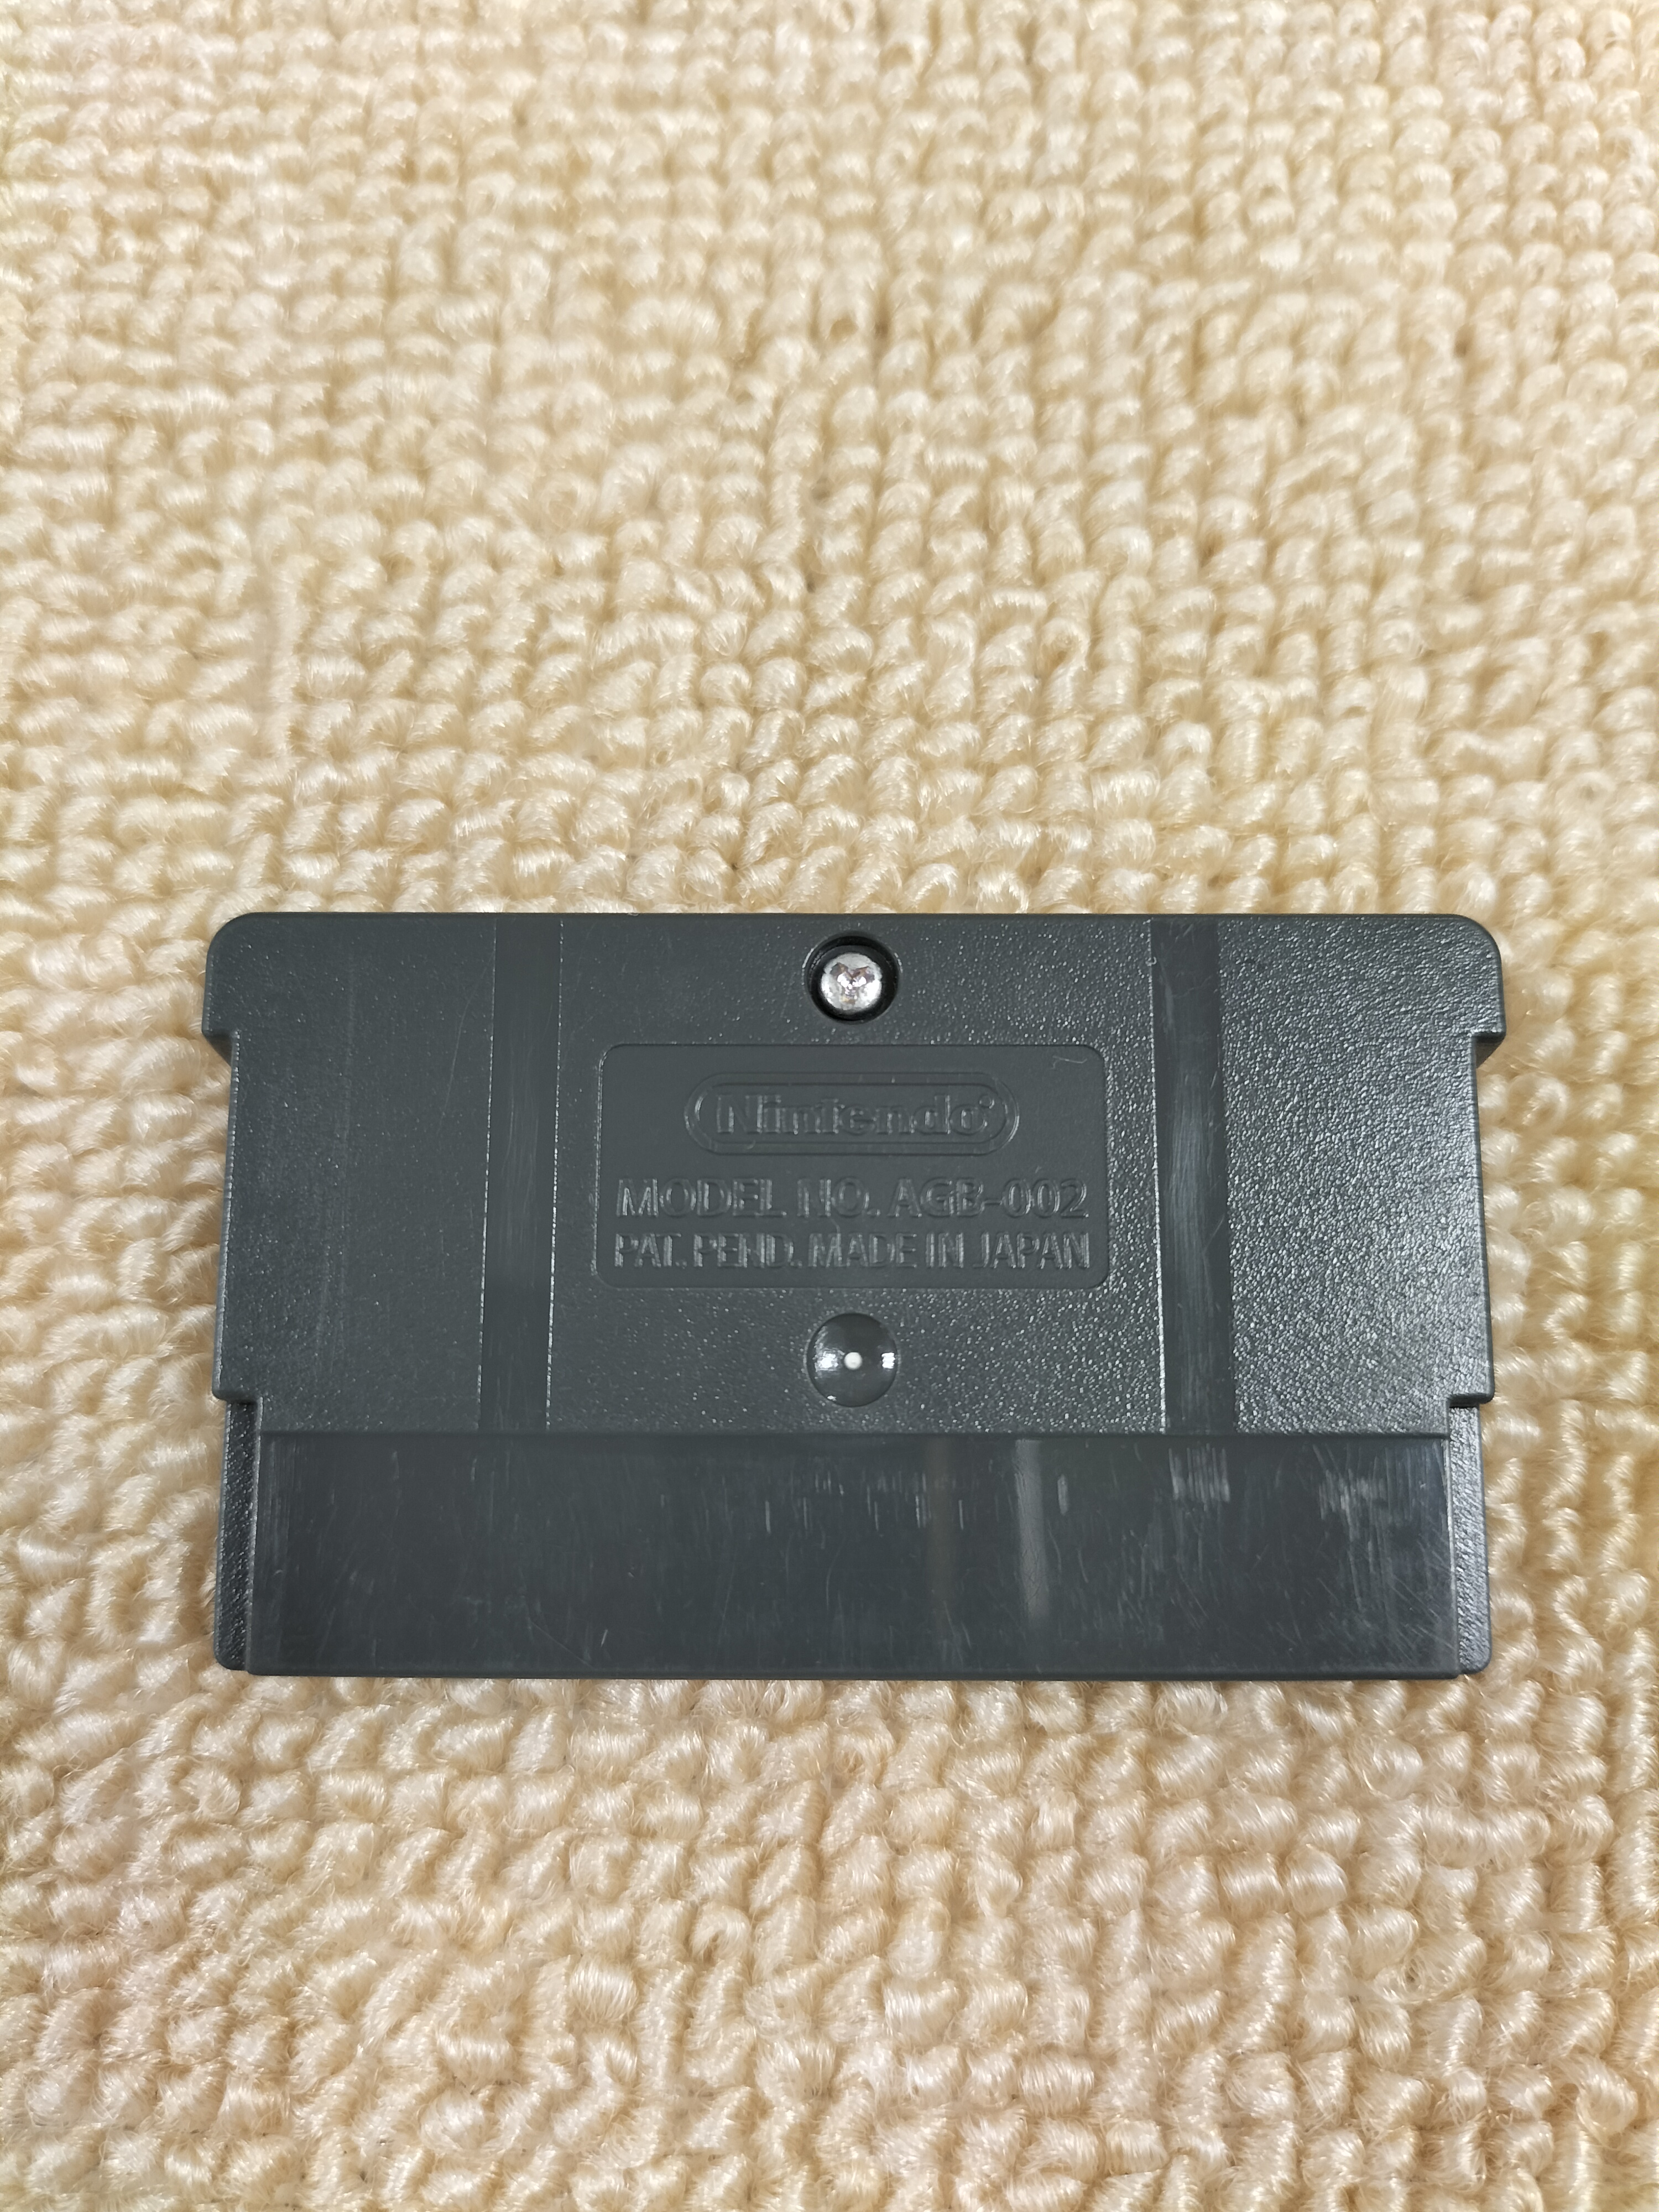 Nintendo®
MODEL NO. AGB-002
PAT. PEND. MADE IN JAPAN